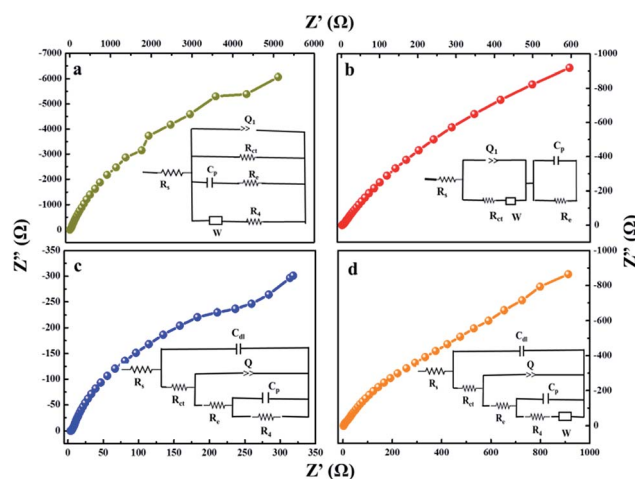 Z' (Ω)
0 1000 2000 3000 4000 5000 5800
0 100 200 300 400 500 600
-7000
-6000
-5000
-4000
-3000
-2000
-1000
0
a
Q1
Rct
Cp
Re
Rs
W
R4
b
Q1
Cp
Rs
Rct
W
Re
-1000
-800
-600
-400
-200
0
Z" (Ω)
Z" (Ω)
-350
-300
-250
-200
-150
-100
-50
0
c
Cdl
Q
Rs
Rct
Cp
Re
R4
d
Cdl
Q
Rs
Rct
Cp
Re
R4
W
-1000
-800
-600
-400
-200
0
0 50 100 150 200 250 300 350
0 200 400 600 800 1000
Z' (Ω)